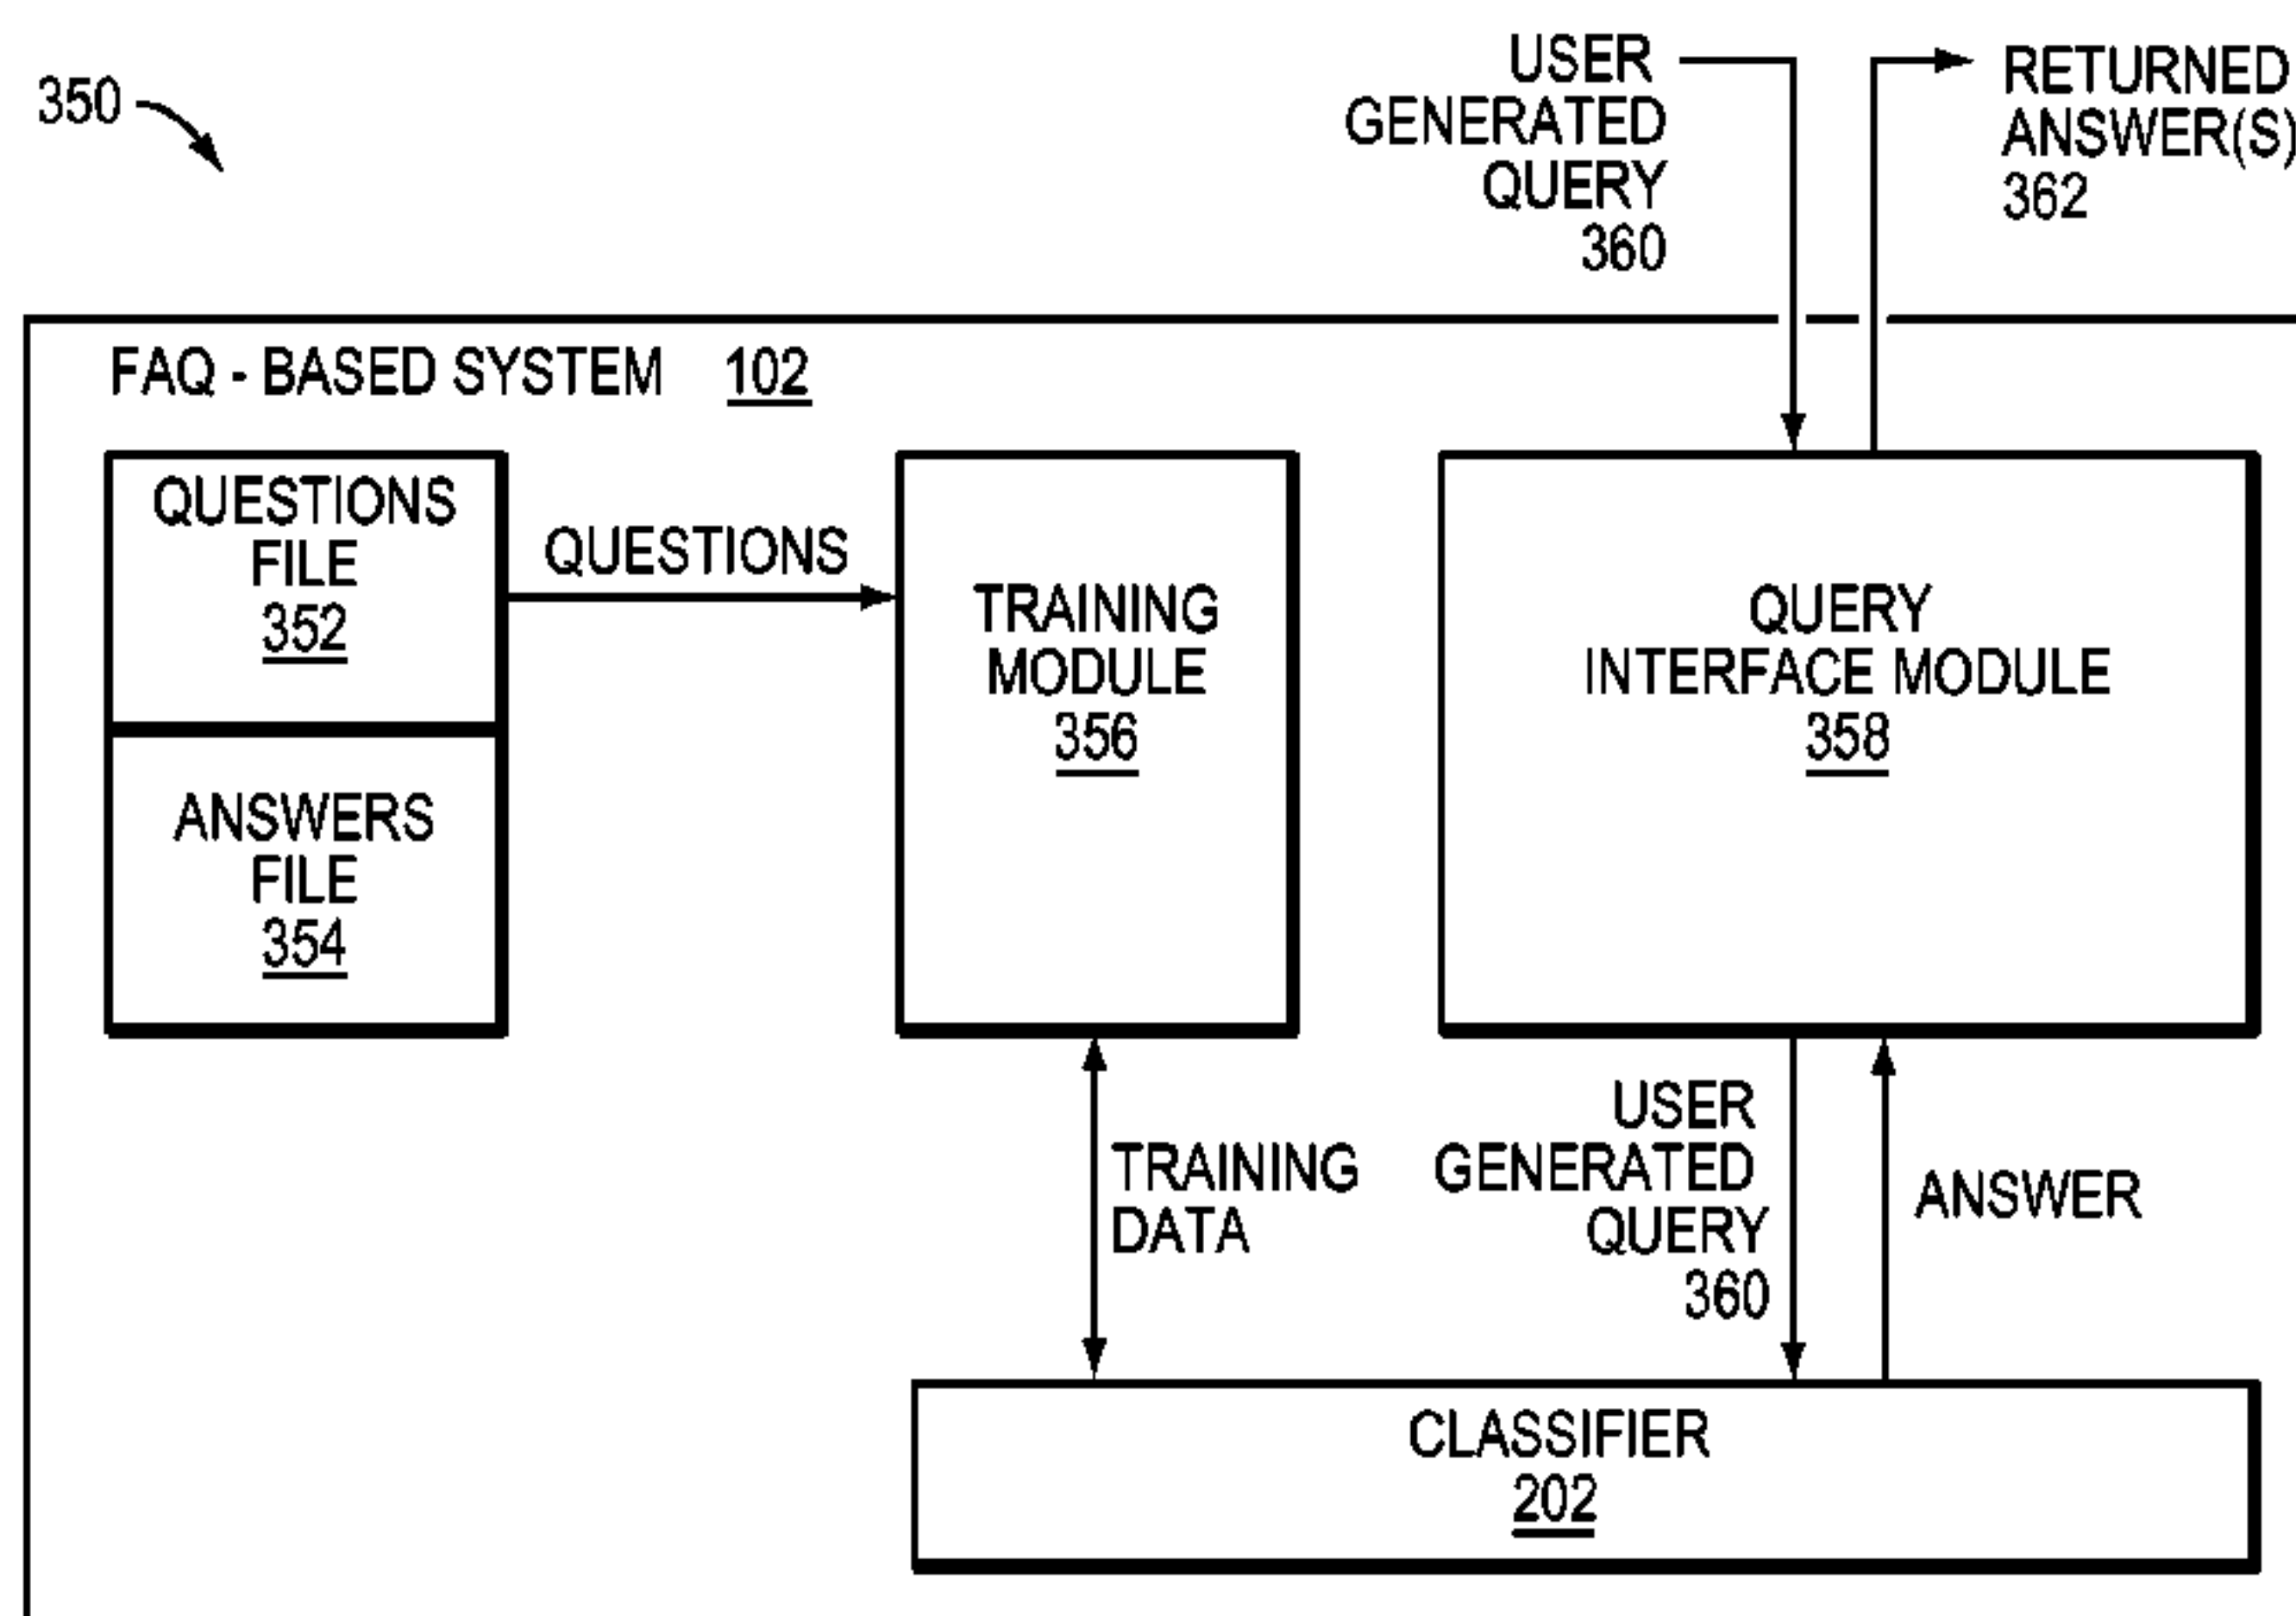 350
USER
GENERATED
QUERY
360
RETURNED
ANSWER(S)
362
FAQ - BASED SYSTEM 102
QUESTIONS
FILE
352
ANSWERS
FILE
354
QUESTIONS
TRAINING
MODULE
356
QUERY
INTERFACE MODULE
358
TRAINING
DATA
USER
GENERATED
QUERY
360
ANSWER
CLASSIFIER
202